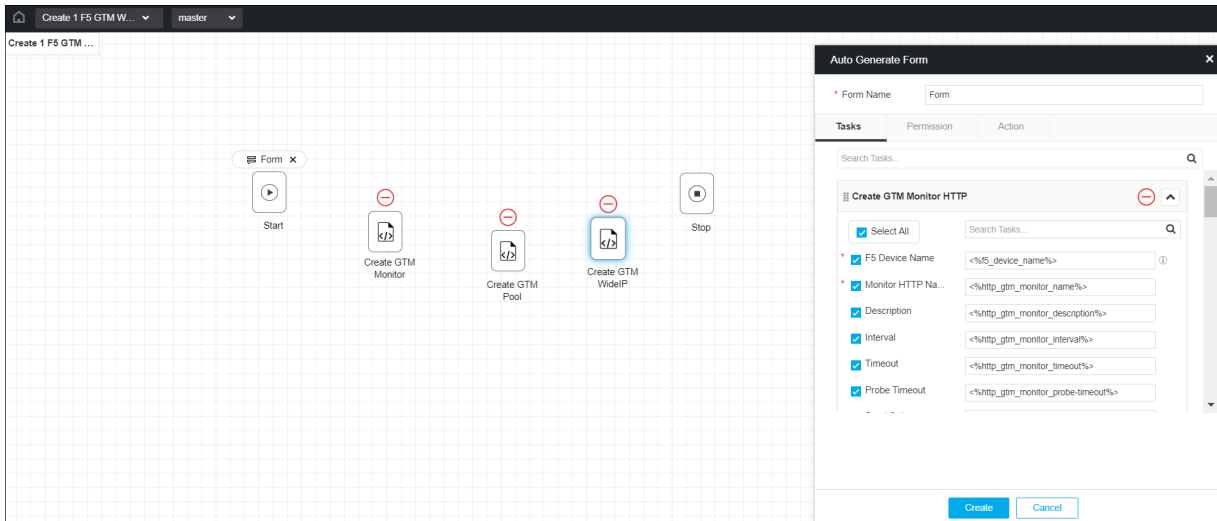 Create 1 F5 GTM W... master
Create 1 F5 GTM ...
Form
Start
Create GTM
Monitor
Create GTM
Pool
Create GTM
WideIP
Stop
Auto Generate Form
* Form Name Form
Tasks Permission Action
Search Tasks...
Create GTM Monitor HTTP
Select All Search Tasks...
* F5 Device Name <%f5_device_name%>
* Monitor HTTP Na... <%http_gtm_monitor_name%>
Description <%http_gtm_monitor_description%>
Interval <%http_gtm_monitor_interval%>
Timeout <%http_gtm_monitor_timeout%>
Probe Timeout <%http_gtm_monitor_probe-timeout%>
Create Cancel